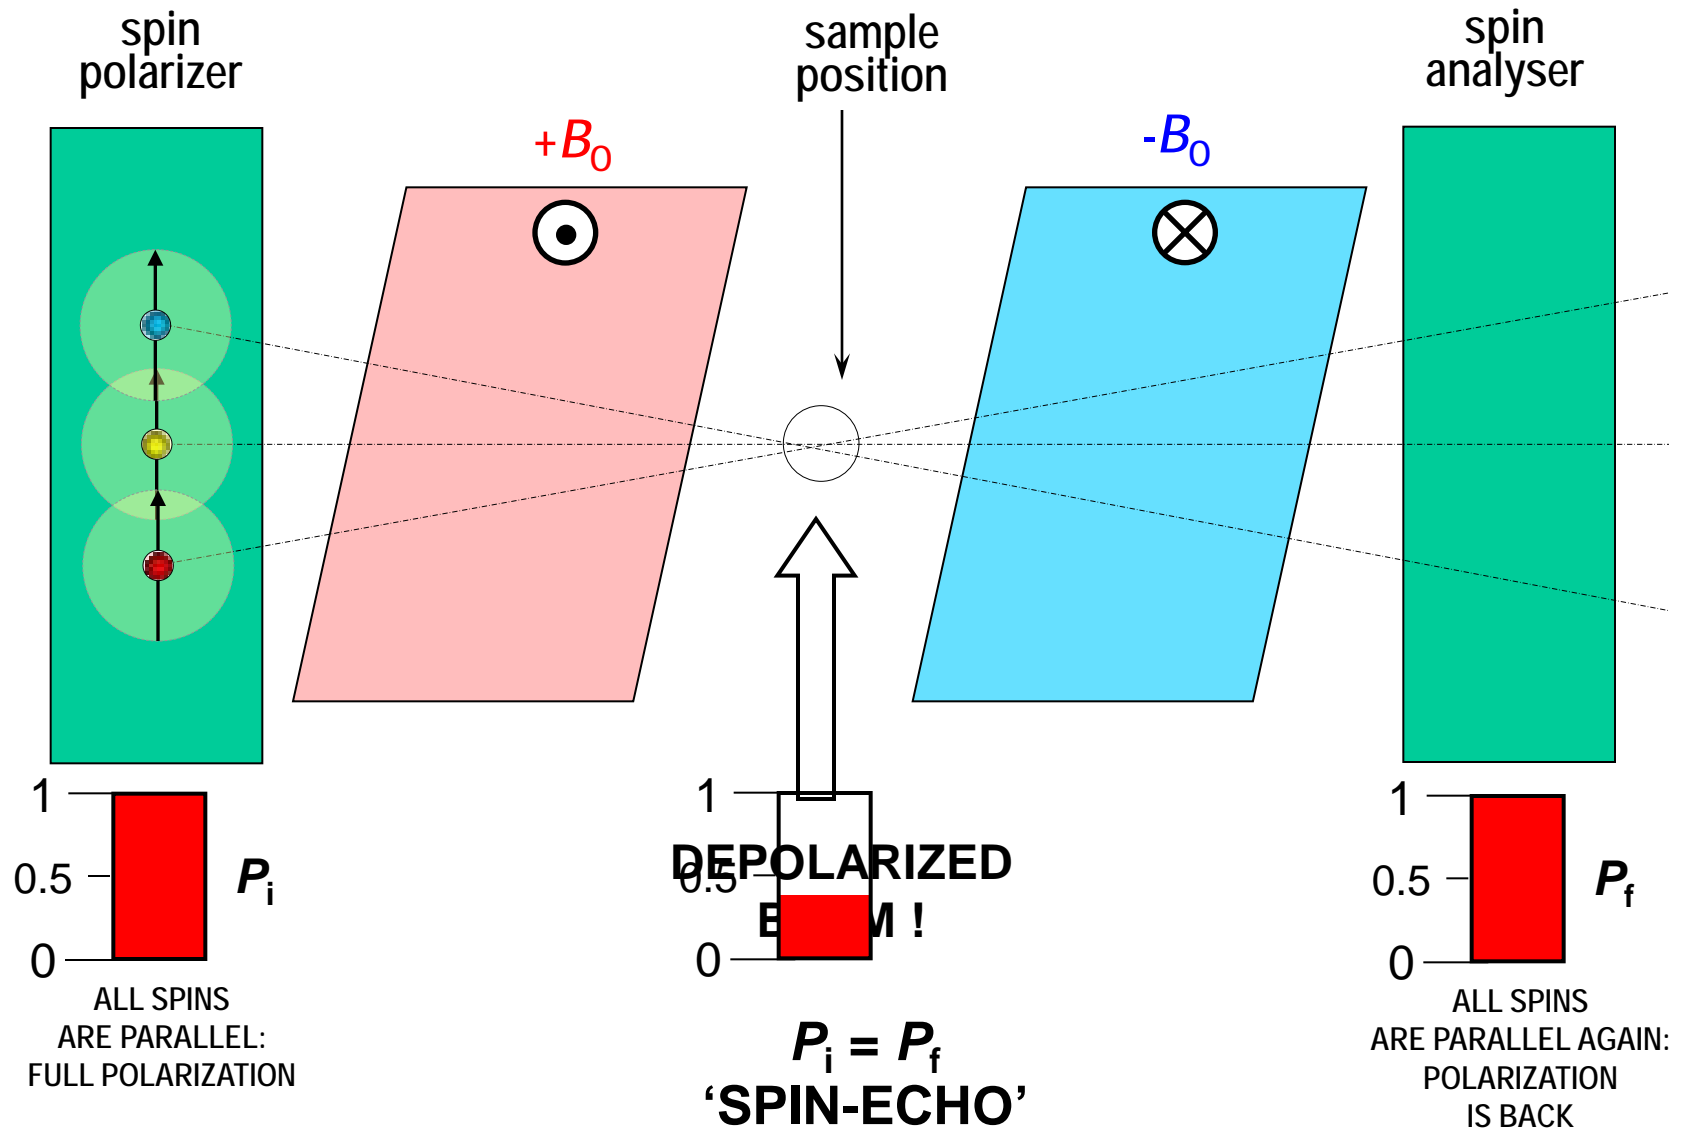 spin
polarizer
sample
position
spin
analyser
+B0
-B0
1
0.5
0
Pi
1
0.5
0
DEPOLARIZED
! 
1
0.5
0
Pf
ALL SPINS
ARE PARALLEL:
FULL POLARIZATION
Pi = Pf
‘SPIN-ECHO’
ALL SPINS
ARE PARALLEL AGAIN:
POLARIZATION
IS BACK